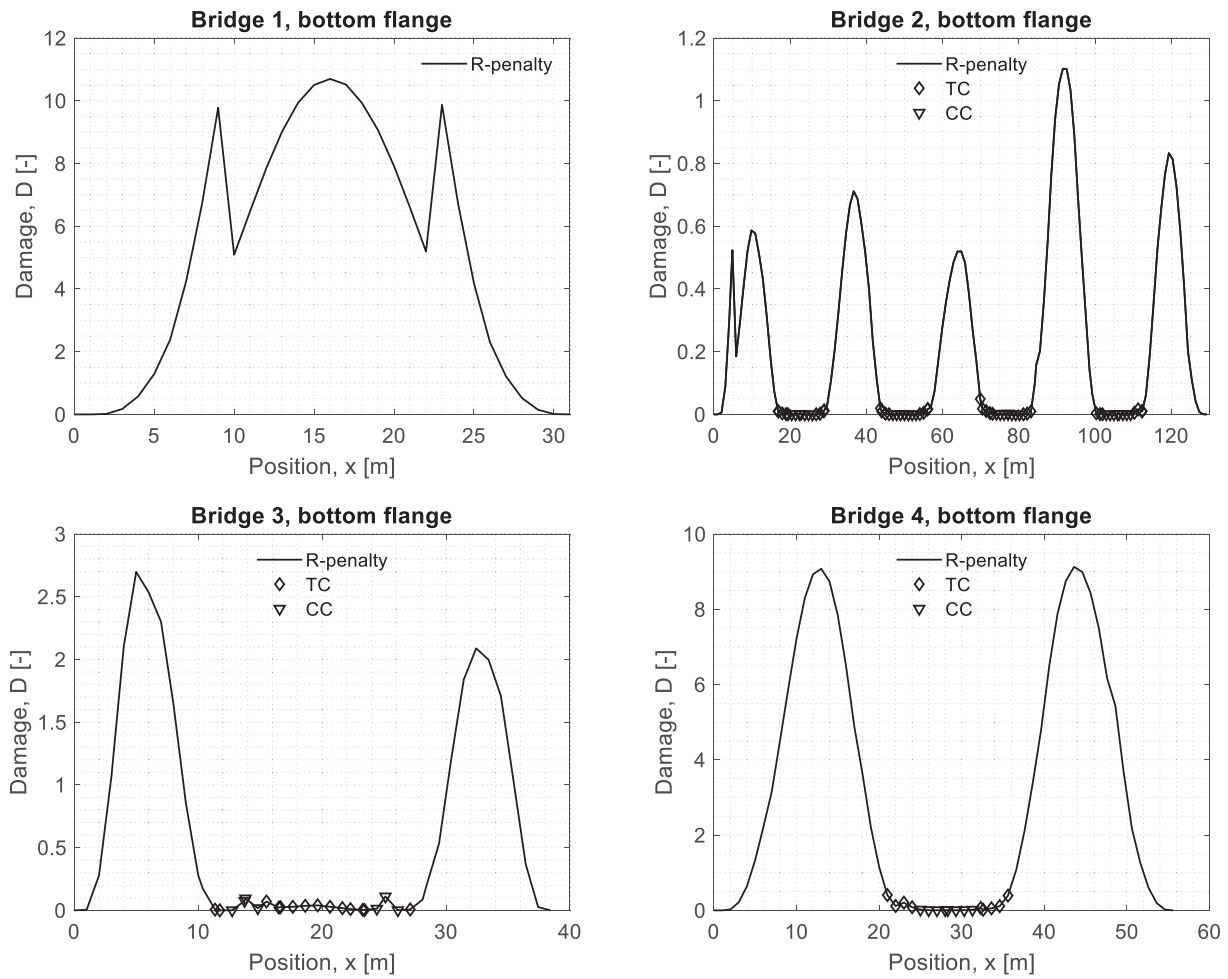 Bridge 1, bottom flange
12
10
8
6
4
2
0
Damage, D [-]
R-penalty
0 5 10 15 20 25 30
Position, x [m]
Bridge 2, bottom flange
1.2
1
0.8
0.6
0.4
0.2
0
Damage, D [-]
R-penalty
TC
CC
0 20 40 60 80 100 120
Position, x [m]
Bridge 3, bottom flange
3
2.5
2
1.5
1
0.5
0
Damage, D [-]
R-penalty
TC
CC
0 10 20 30 40
Position, x [m]
Bridge 4, bottom flange
10
8
6
4
2
0
Damage, D [-]
R-penalty
TC
CC
0 10 20 30 40 50 60
Position, x [m]